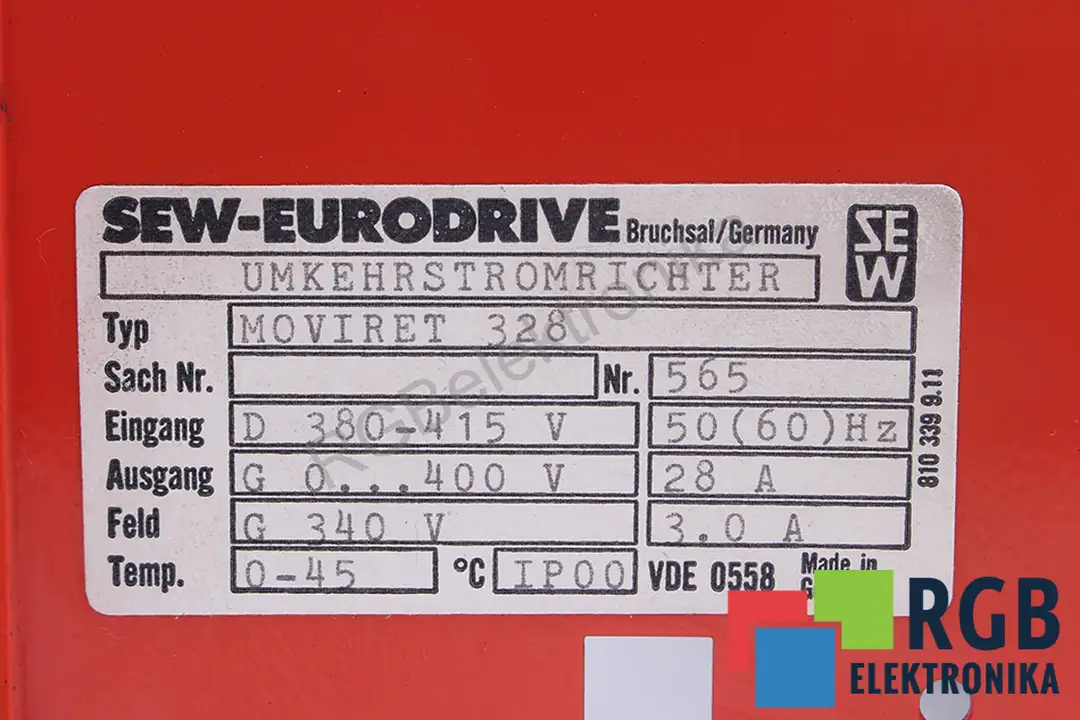 SEW-EURODRIVE Bruchsal/Germany SEW
UMKEHRSTROMRICHTER
Typ MOVIRET 328
Sach Nr. Nr. 565
Eingang D 380-415 V 50(60)Hz
Ausgang G 0...400 V 28 A
Feld G 340 V 3.0 A
Temp. 0-45 °C IP00 VDE 0558 Made in
810 339 9.11
RGBelektronika
RGB
ELEKTRONIKA